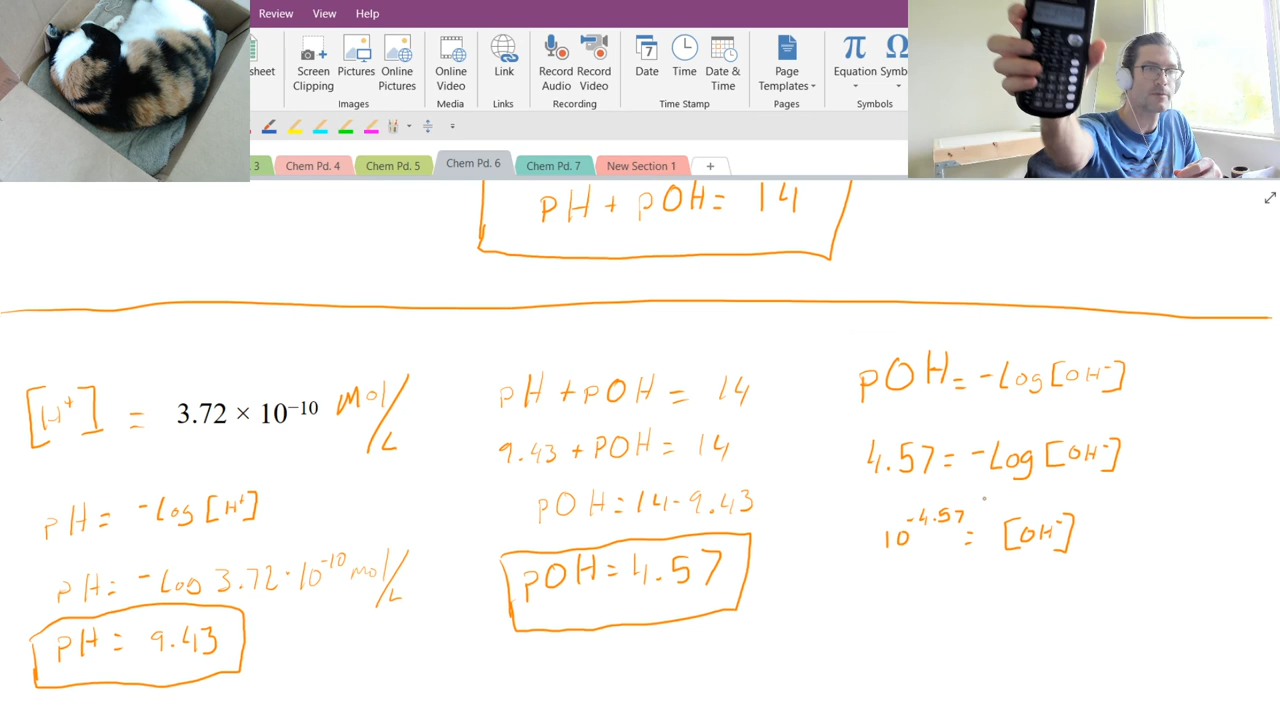 Review View Help
sheet
Screen Clipping
Pictures
Online Pictures
Images
Online Video
Media
Link
Links
Record Audio
Record Video
Recording
Date
Time
Date & Time
Time Stamp
Page Templates
Pages
π Equation
Ω Symb
Symbols
3 Chem Pd. 4 Chem Pd. 5 Chem Pd. 6 Chem Pd. 7 New Section 1 +
pH + pOH = 14
[H⁺] = 3.72 × 10⁻¹⁰ mol/L
pH = -Log [H⁺]
pH = -Log 3.72·10⁻¹⁰ mol/L
pH = 9.43
pH + pOH = 14
9.43 + POH = 14
pOH = 14-9.43
pOH = 4.57
pOH = -Log [OH⁻]
4.57 = -Log [OH⁻]
10⁻⁴·⁵⁷ = [OH⁻]